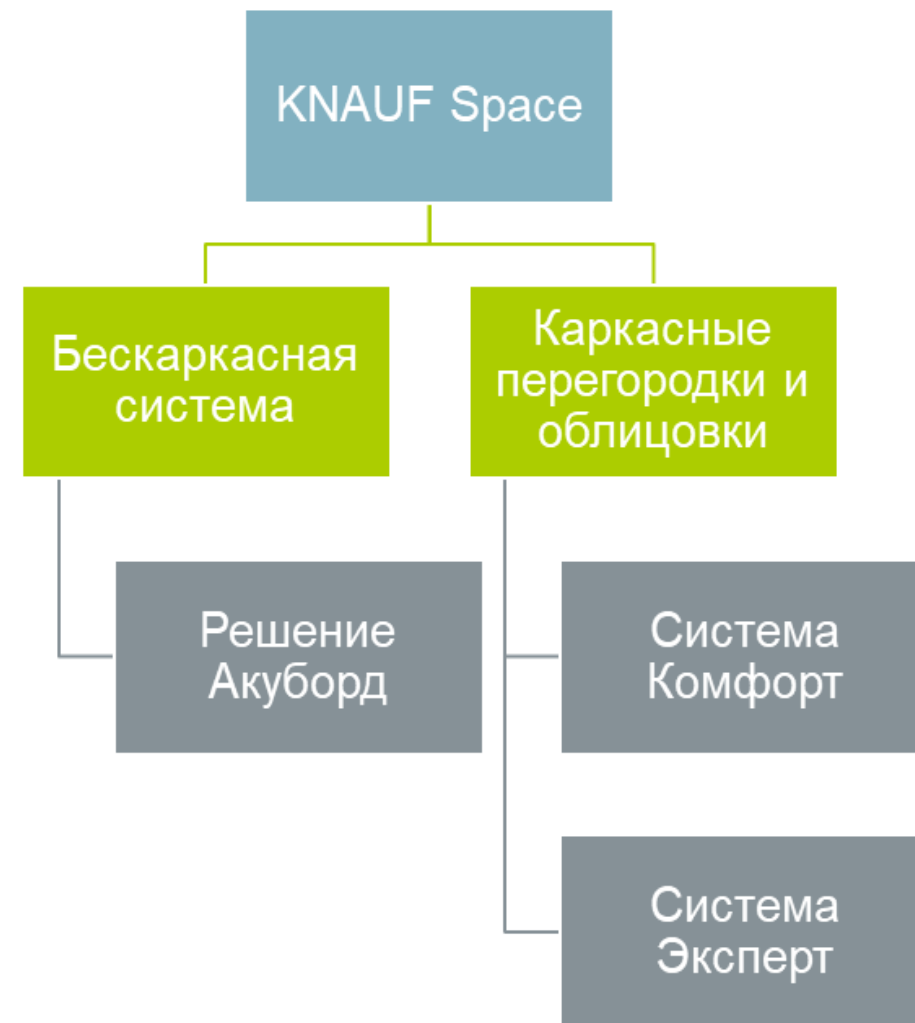 KNAUF Space
Бескаркасная
система
Каркасные
перегородки и
облицовки
Решение
Акуборд
Система
Комфорт
Система
Эксперт